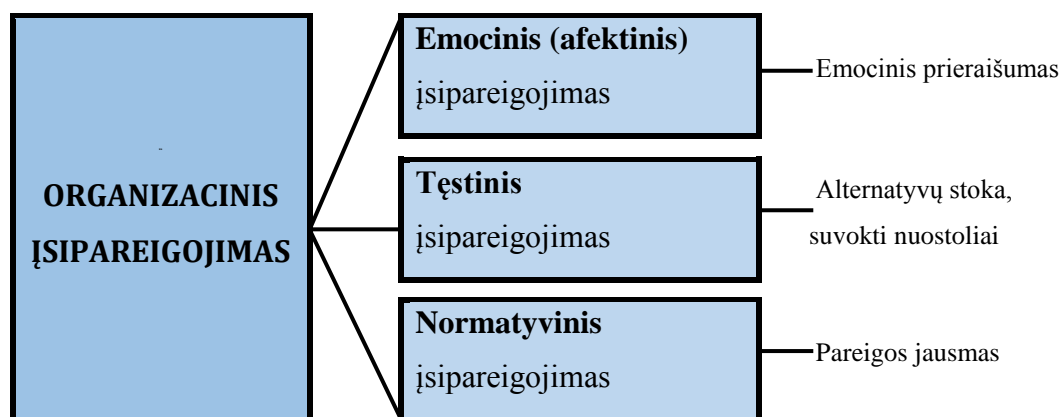 ORGANIZACINIS
ĮSIPAREIGOJIMAS
Emocinis (afektinis)
įsipareigojimas
Emocinis prieraišumas
Tęstinis
įsipareigojimas
Alternatyvų stoka,
suvokti nuostoliai
Normatyvinis
įsipareigojimas
Pareigos jausmas